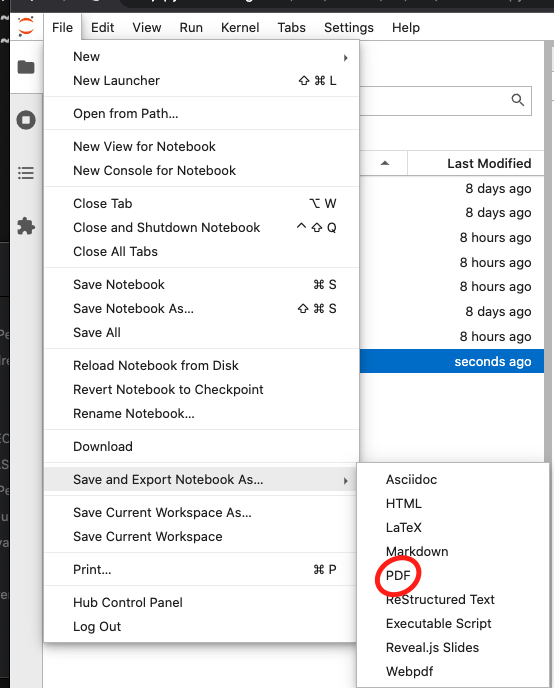 File Edit View Run Kernel Tabs Settings Help
New
New Launcher ⇧ ⌘ L
Open from Path...
New View for Notebook
New Console for Notebook
Last Modified
Close Tab ⌥ W
8 days ago
Close and Shutdown Notebook ⌃ ⇧ Q
8 days ago
Close All Tabs
8 hours ago
8 hours ago
Save Notebook ⌘ S
8 hours ago
Save Notebook As... ⇧ ⌘ S
8 days ago
Save All
8 hours ago
Reload Notebook from Disk
seconds ago
Revert Notebook to Checkpoint
Rename Notebook...
Download
Save and Export Notebook As...
Save Current Workspace As...
Save Current Workspace
Print... ⌘ P
Hub Control Panel
Log Out
Asciidoc
HTML
LaTeX
Markdown
PDF
ReStructured Text
Executable Script
Reveal.js Slides
Webpdf